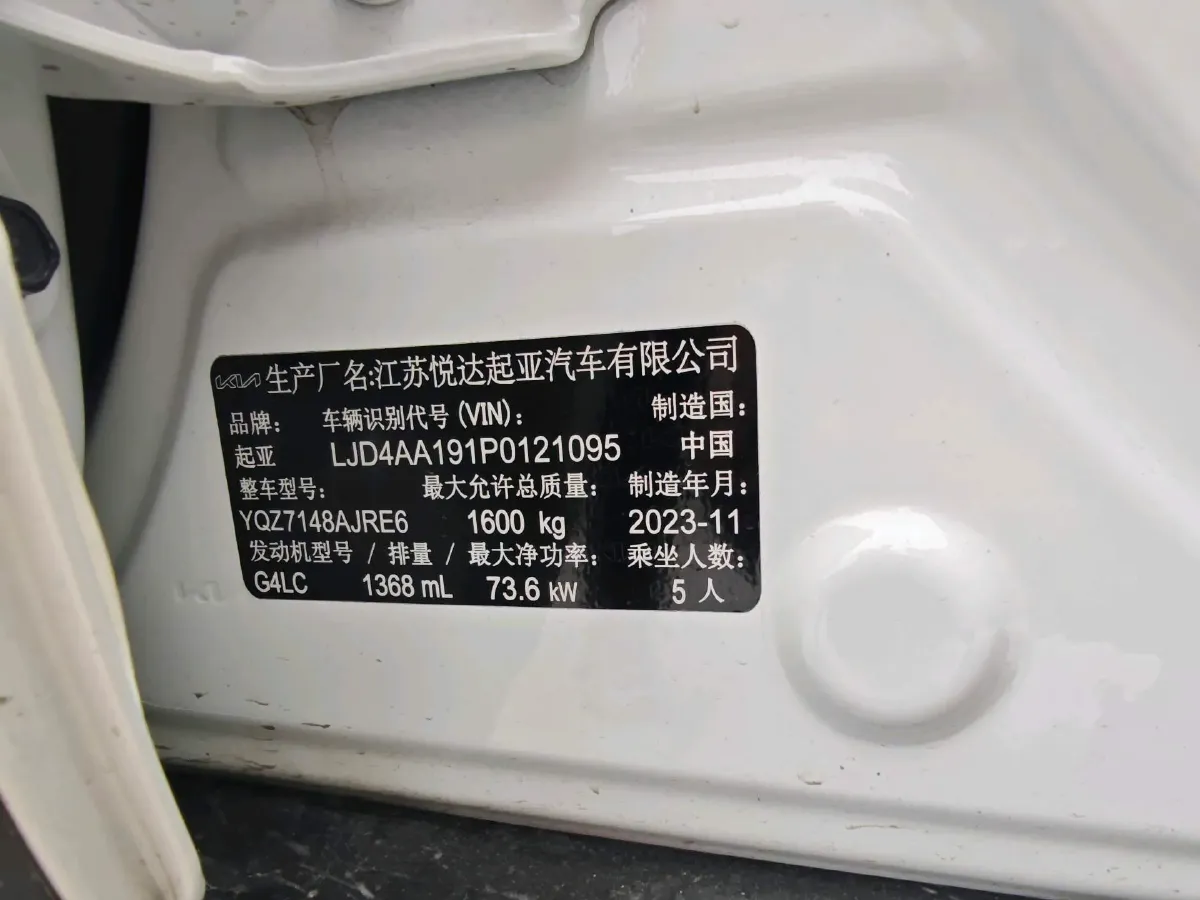 KIA 生产厂名:江苏悦达起亚汽车有限公司
品牌: 车辆识别代号 (VIN): 制造国:
起亚 LJD4AA191P0121095 中国
整车型号: 最大允许总质量: 制造年月:
YQZ7148AJRE6 1600 kg 2023-11
发动机型号 / 排量 / 最大净功率: 乘坐人数:
G4LC 1368 mL 73.6 kW 5 人